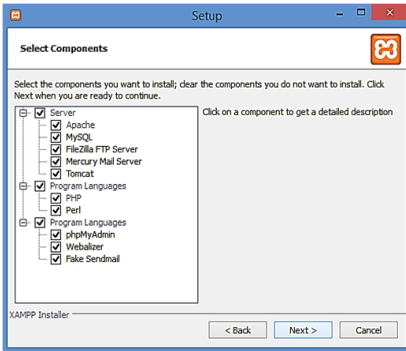 Setup
Select Components
Select the components you want to install; clear the components you do not want to install. Click
Next when you are ready to continue.
Server
Apache
MySQL
FileZilla FTP Server
Mercury Mail Server
Tomcat
Program Languages
PHP
Perl
Program Languages
phpMyAdmin
Webalizer
Fake Sendmail
Click on a component to get a detailed description
XAMPP Installer
< Back
Next >
Cancel